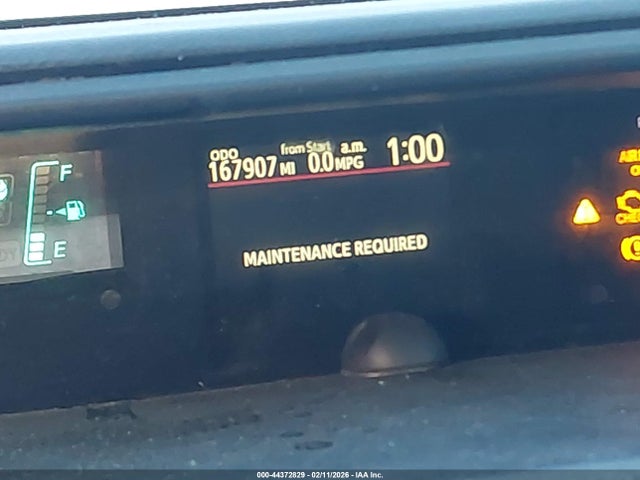 from Start a.m. 1:00
ODO
167907 MI 0.0 MPG
F
E
MAINTENANCE REQUIRED
CHE
000-44372829 - 02/11/2026 - IAA Inc.